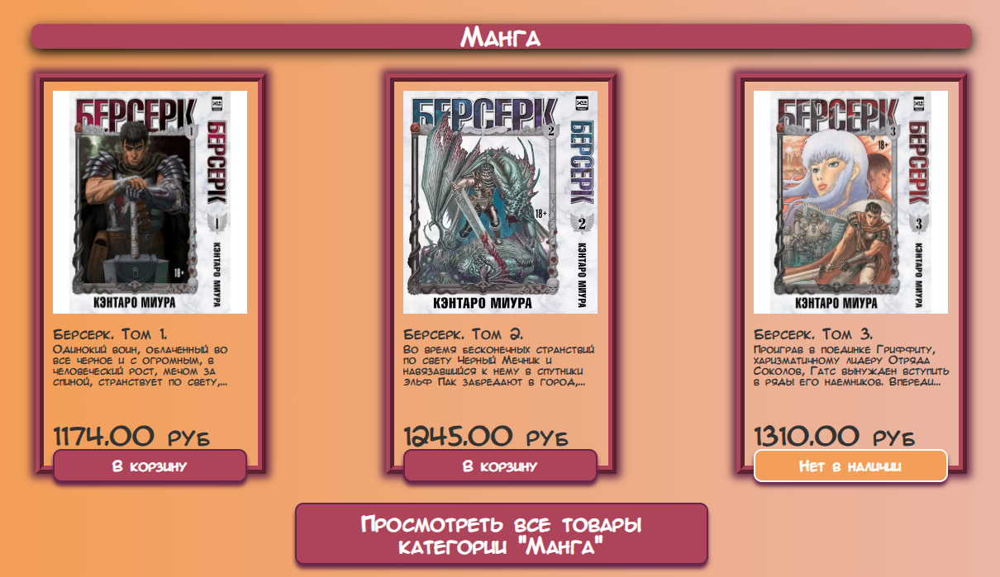 Манга
БЕРСЕРК
1
БЕРСЕРК
1
18+
КЭНТАРО МИУРА
КЭНТАРО МИУРА
БЕРСЕРК
2
БЕРСЕРК
18+
2
КЭНТАРО МИУРА
КЭНТАРО МИУРА
БЕРСЕРК
3
18+
БЕРСЕРК
3
КЭНТАРО МИУРА
КЭНТАРО МИУРА
Берсерк. Том 1.
Одинокий воин, облаченный во
все черное и с огромным, в
человеческий рост, мечом за
спиной, странствует по свету,...
1174.00 руб
В корзину
Берсерк. Том 2.
Во время бесконечных странствий
по свету Черный Мечник и
навязавшийся к нему в спутники
эльф Пак забредают в город,...
1245.00 руб
В корзину
Берсерк. Том 3.
Проиграв в поединке Гриффиту,
харизматичному лидеру Отряда
Соколов, Гатс вынужден вступить
в ряды его наемников. Впереди...
1310.00 руб
Нет в наличии
Просмотреть все товары
категории "Манга"